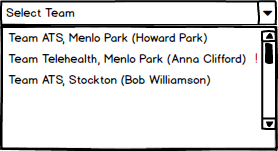 Select Team
Team ATS, Menlo Park (Howard Park)
Team Telehealth, Menlo Park (Anna Clifford) !
Team ATS, Stockton (Bob Williamson)